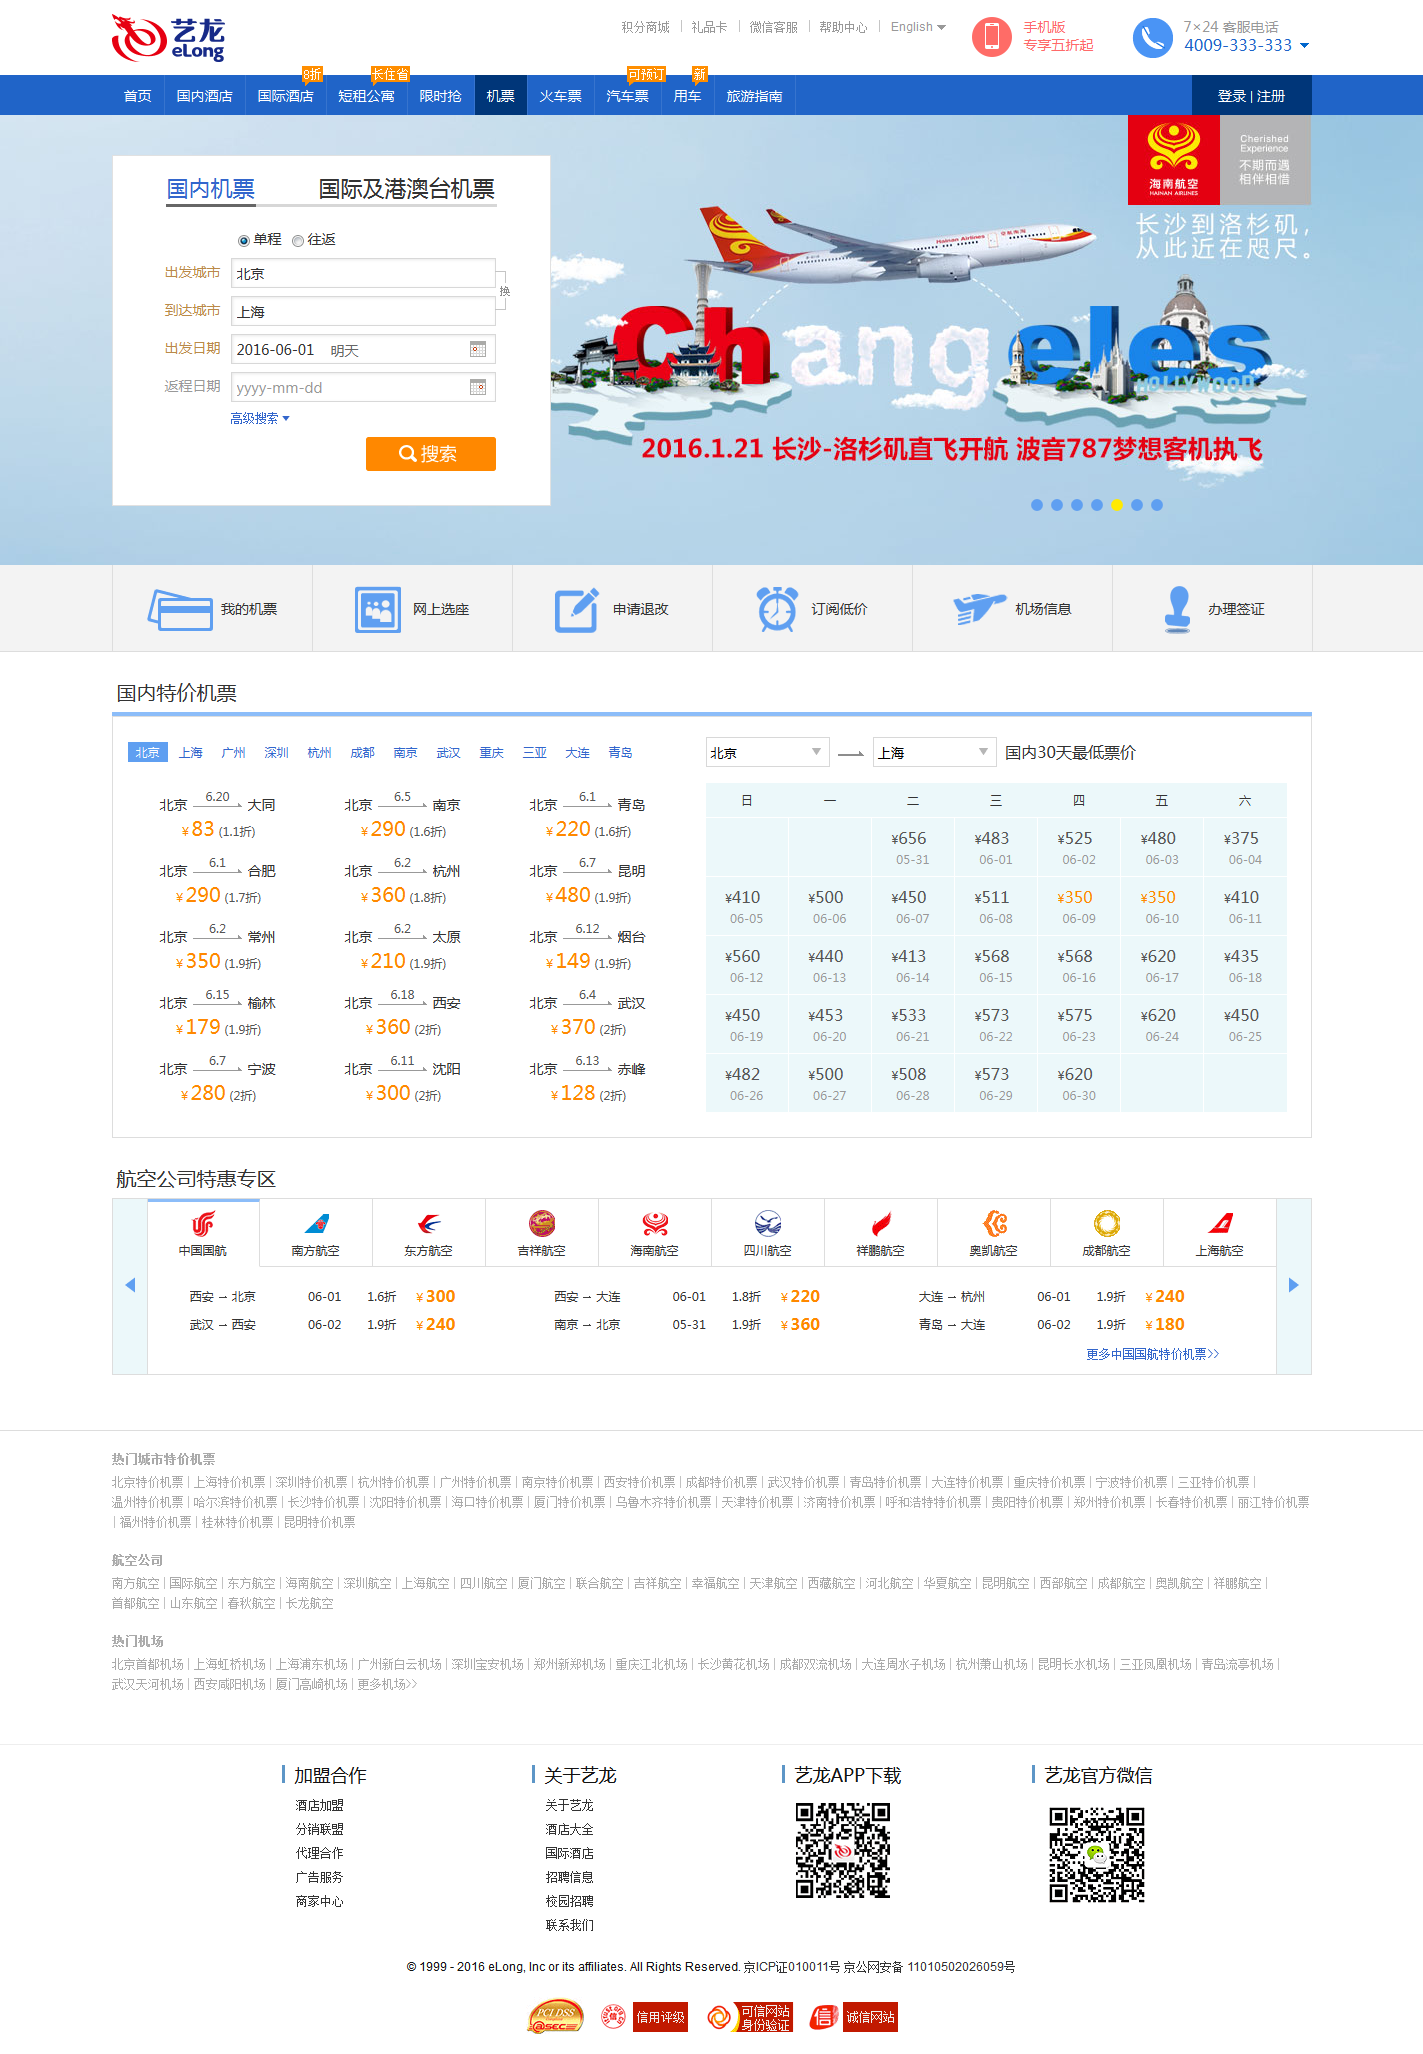 艺龙
eLong
积分商城 | 礼品卡 | 微信客服 | 帮助中心 | English
手机版
专享五折起
7×24 客服电话
4009-333-333
8折 长住省 可预订 新
首页 国内酒店 国际酒店 短租公寓 限时抢 机票 火车票 汽车票 用车 旅游指南 登录 | 注册
海南航空
HAINAN AIRLINES
Cherished
Experience
不期而遇
相伴相惜
长沙到洛杉矶,
从此近在咫尺。
Hainan Airlines
Changeles
HOLLYWOOD
2016.1.21 长沙-洛杉矶直飞开航 波音787梦想客机执飞
国内机票 国际及港澳台机票
单程 往返
出发城市 北京
换
到达城市 上海
出发日期 2016-06-01 明天
返程日期 yyyy-mm-dd
高级搜索
搜索
我的机票 网上选座 申请退改 订阅低价 机场信息 办理签证
国内特价机票
北京 上海 广州 深圳 杭州 成都 南京 武汉 重庆 三亚 大连 青岛
北京 6.20 大同 北京 6.5 南京 北京 6.1 青岛
¥83 (1.1折) ¥290 (1.6折) ¥220 (1.6折)
北京 6.1 合肥 北京 6.2 杭州 北京 6.7 昆明
¥290 (1.7折) ¥360 (1.8折) ¥480 (1.9折)
北京 6.2 常州 北京 6.2 太原 北京 6.12 烟台
¥350 (1.9折) ¥210 (1.9折) ¥149 (1.9折)
北京 6.15 榆林 北京 6.18 西安 北京 6.4 武汉
¥179 (1.9折) ¥360 (2折) ¥370 (2折)
北京 6.7 宁波 北京 6.11 沈阳 北京 6.13 赤峰
¥280 (2折) ¥300 (2折) ¥128 (2折)
北京 上海 国内30天最低票价
日 一 二 三 四 五 六
¥656 ¥483 ¥525 ¥480 ¥375
05-31 06-01 06-02 06-03 06-04
¥410 ¥500 ¥450 ¥511 ¥350 ¥350 ¥410
06-05 06-06 06-07 06-08 06-09 06-10 06-11
¥560 ¥440 ¥413 ¥568 ¥568 ¥620 ¥435
06-12 06-13 06-14 06-15 06-16 06-17 06-18
¥450 ¥453 ¥533 ¥573 ¥575 ¥620 ¥450
06-19 06-20 06-21 06-22 06-23 06-24 06-25
¥482 ¥500 ¥508 ¥573 ¥620
06-26 06-27 06-28 06-29 06-30
航空公司特惠专区
中国国航 南方航空 东方航空 吉祥航空 海南航空 四川航空 祥鹏航空 奥凯航空 成都航空 上海航空
西安 → 北京 06-01 1.6折 ¥300 西安 → 大连 06-01 1.8折 ¥220 大连 → 杭州 06-01 1.9折 ¥240
武汉 → 西安 06-02 1.9折 ¥240 南京 → 北京 05-31 1.9折 ¥360 青岛 → 大连 06-02 1.9折 ¥180
更多中国国航特价机票>>
热门城市特价机票
北京特价机票 | 上海特价机票 | 深圳特价机票 | 杭州特价机票 | 广州特价机票 | 南京特价机票 | 西安特价机票 | 成都特价机票 | 武汉特价机票 | 青岛特价机票 | 大连特价机票 | 重庆特价机票 | 宁波特价机票 | 三亚特价机票 |
温州特价机票 | 哈尔滨特价机票 | 长沙特价机票 | 沈阳特价机票 | 海口特价机票 | 厦门特价机票 | 乌鲁木齐特价机票 | 天津特价机票 | 济南特价机票 | 呼和浩特特价机票 | 贵阳特价机票 | 郑州特价机票 | 长春特价机票 | 丽江特价机票
| 福州特价机票 | 桂林特价机票 | 昆明特价机票
航空公司
南方航空 | 国际航空 | 东方航空 | 海南航空 | 深圳航空 | 上海航空 | 四川航空 | 厦门航空 | 联合航空 | 吉祥航空 | 幸福航空 | 天津航空 | 西藏航空 | 河北航空 | 华夏航空 | 昆明航空 | 西部航空 | 成都航空 | 奥凯航空 | 祥鹏航空 |
首都航空 | 山东航空 | 春秋航空 | 长龙航空
热门机场
北京首都机场 | 上海虹桥机场 | 上海浦东机场 | 广州新白云机场 | 深圳宝安机场 | 郑州新郑机场 | 重庆江北机场 | 长沙黄花机场 | 成都双流机场 | 大连周水子机场 | 杭州萧山机场 | 昆明长水机场 | 三亚凤凰机场 | 青岛流亭机场 |
武汉天河机场 | 西安咸阳机场 | 厦门高崎机场 | 更多机场>>
加盟合作 关于艺龙 艺龙APP下载 艺龙官方微信
酒店加盟 关于艺龙
分销联盟 酒店大全
代理合作 国际酒店
广告服务 招聘信息
商家中心 校园招聘
联系我们
© 1999 - 2016 eLong, Inc or its affiliates. All Rights Reserved. 京ICP证010011号 京公网安备 11010502026059号
PCI.DSS
@SEC
信用评级
可信网站
身份验证
信
诚信网站